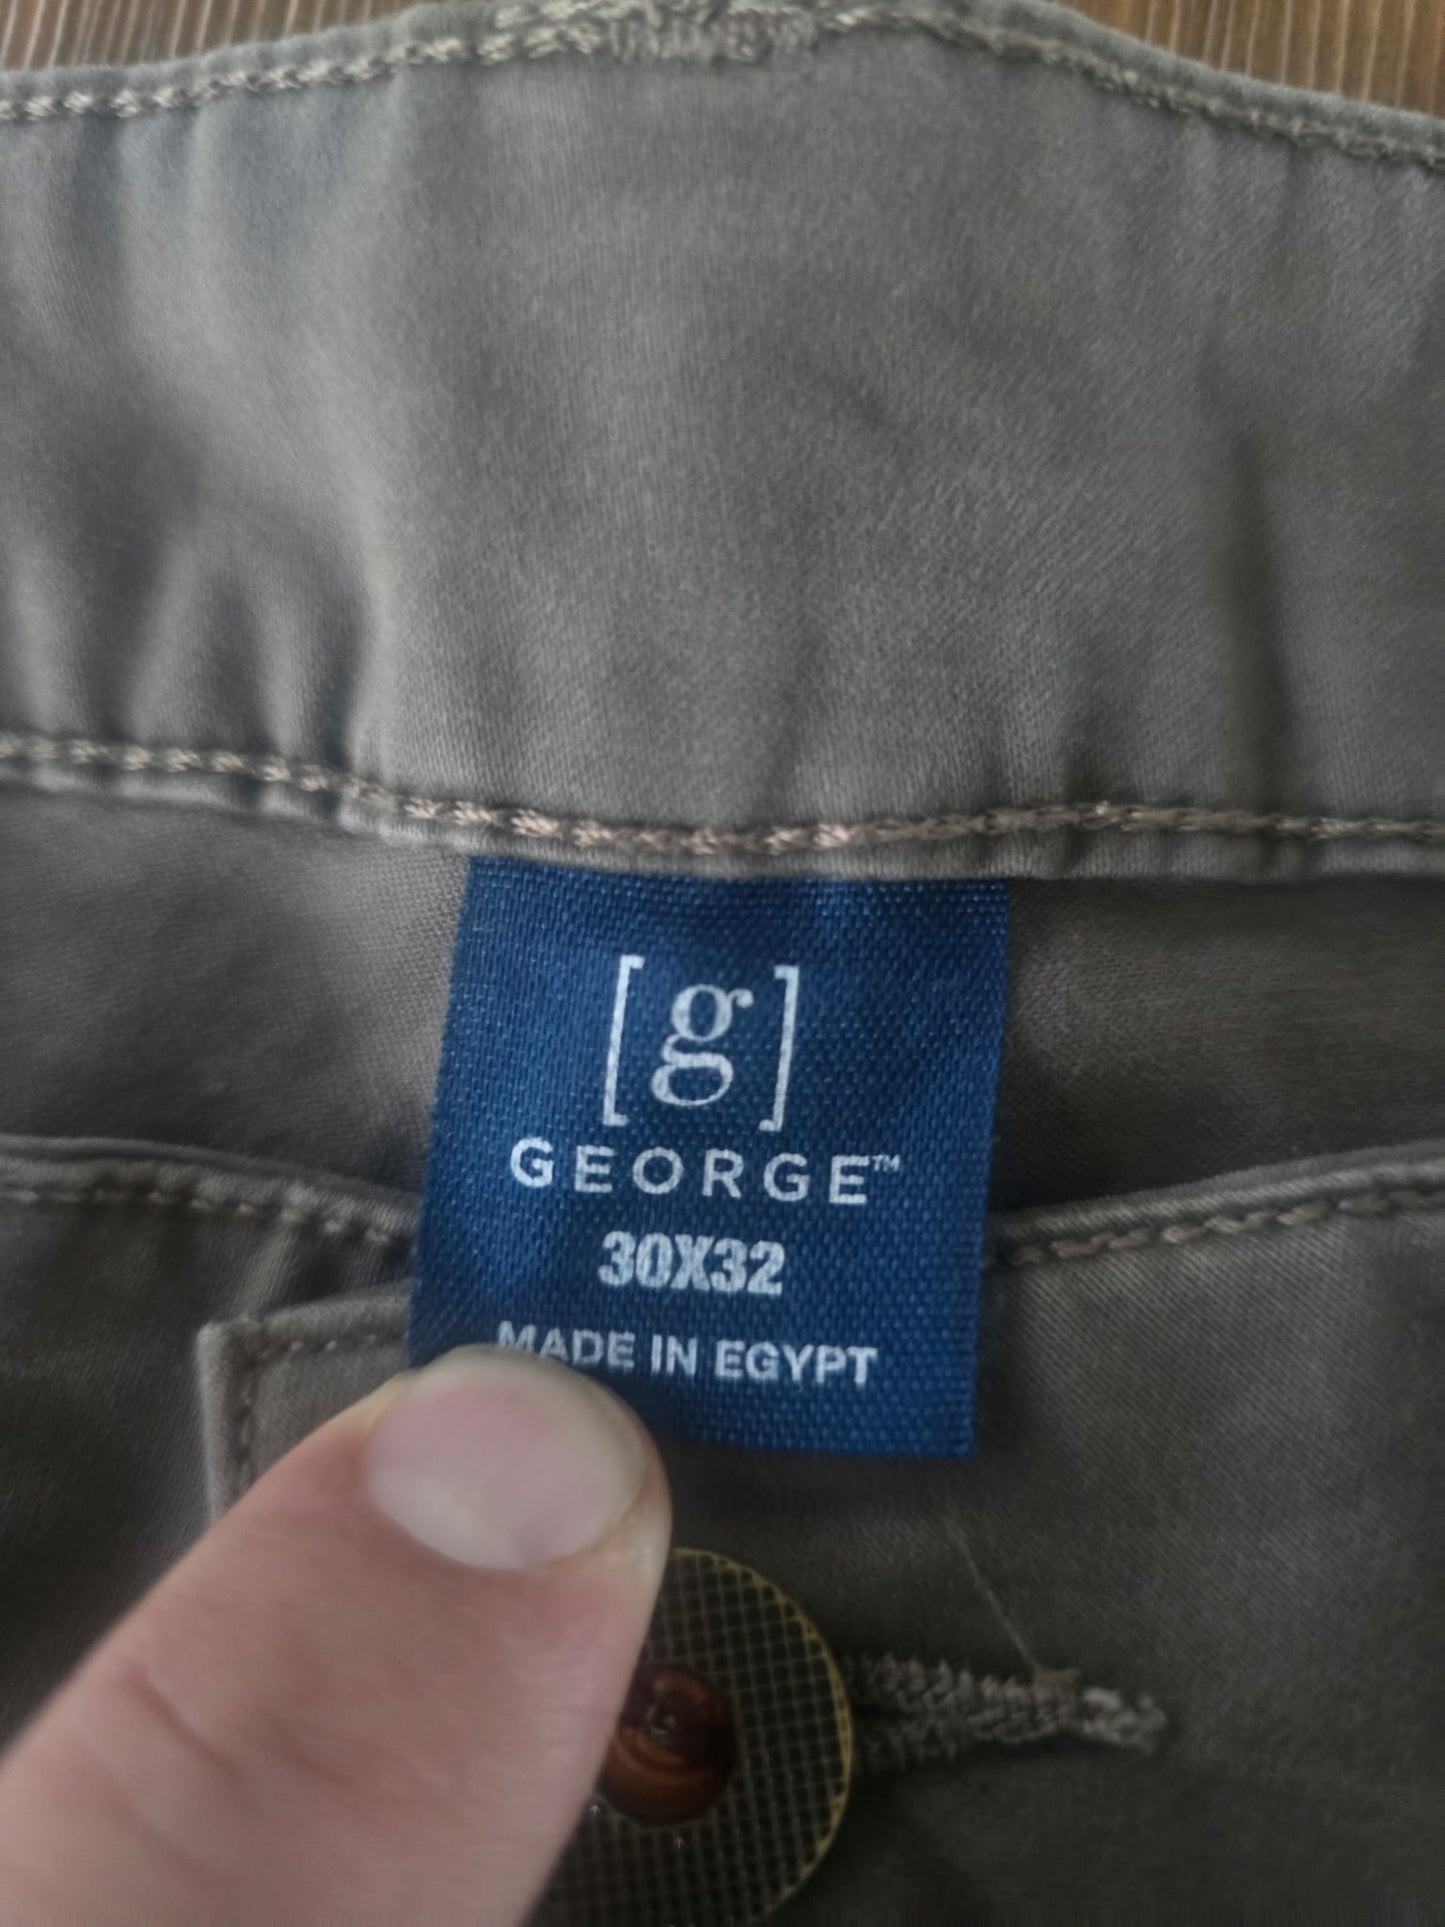 [g]
GEORGE™
30X32
MADE IN EGYPT